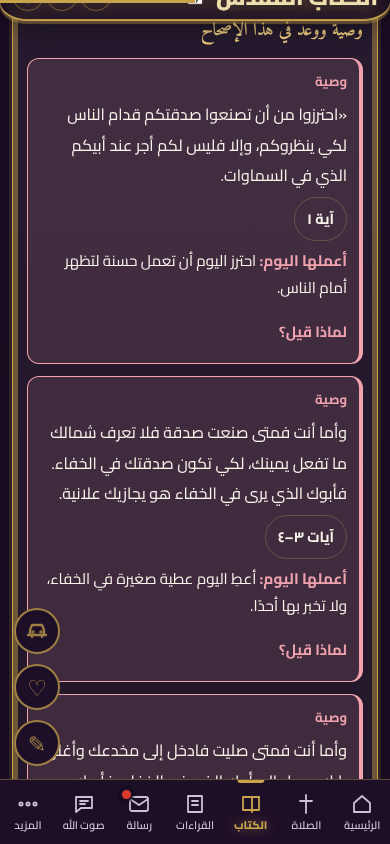 الكتاب المقدس
وصية ووعد في هذا الإصحاح
وصية
«احترزوا من أن تصنعوا صدقتكم قدام الناس
لكي ينظروكم، وإلا فليس لكم أجر عند أبيكم
الذي في السماوات.
آية ١
أعملها اليوم: احترز اليوم أن تعمل حسنة لتظهر
أمام الناس.
لماذا قيل؟
وصية
وأما أنت فمتى صنعت صدقة فلا تعرف شمالك
ما تفعل يمينك، لكي تكون صدقتك في الخفاء.
فأبوك الذي يرى في الخفاء هو يجازيك علانية.
آيات ٣–٤
أعملها اليوم: أعطِ اليوم عطية صغيرة في الخفاء،
ولا تخبر بها أحدًا.
لماذا قيل؟
وصية
وأما أنت فمتى صليت فادخل إلى مخدعك
الرئيسية
الصلاة
الكتاب
القراءات
رسالة
صوت الله
المزيد